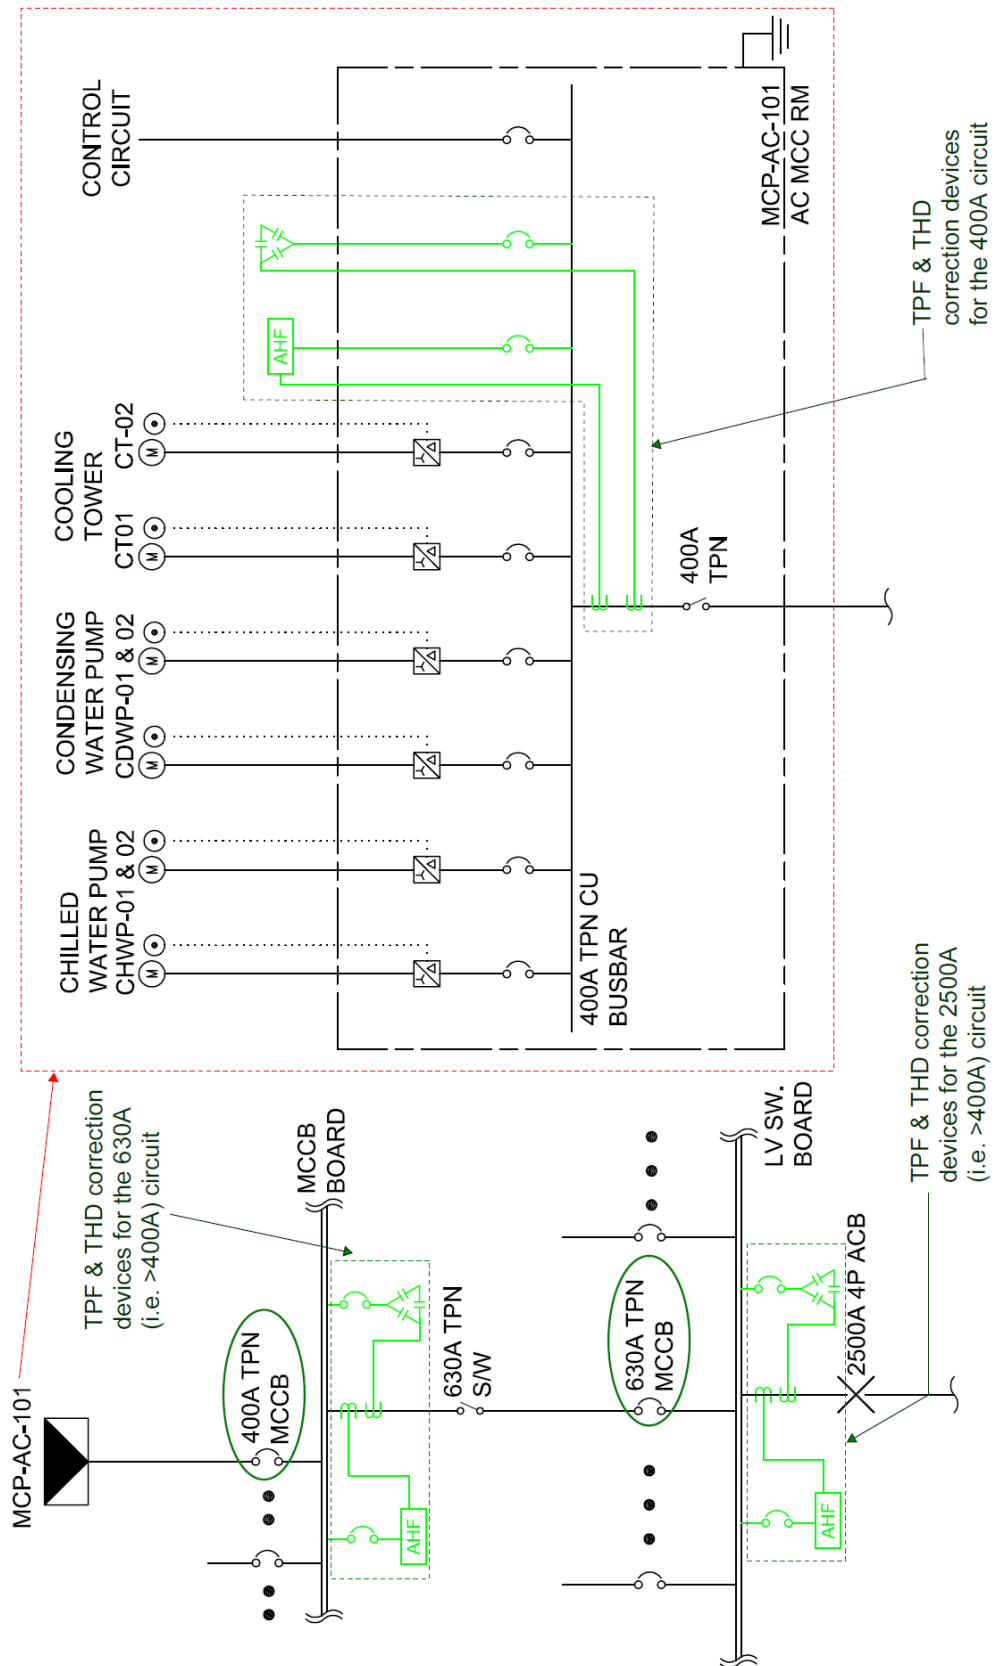 MCP-AC-101
TPF & THD correction
devices for the 630A
(i.e. >400A) circuit
400A TPN
MCCB
MCCB
BOARD
AHF
630A TPN
S/W
630A TPN
MCCB
LV SW.
BOARD
AHF
2500A 4P ACB
TPF & THD correction
devices for the 2500A
(i.e. >400A) circuit
CHILLED
WATER PUMP
CHWP-01 & 02
M
M
CONDENSING
WATER PUMP
CDWP-01 & 02
M
M
COOLING
TOWER
CT01
CT-02
M
M
AHF
CONTROL
CIRCUIT
400A TPN CU
BUSBAR
400A
TPN
MCP-AC-101
AC MCC RM
TPF & THD
correction devices
for the 400A circuit